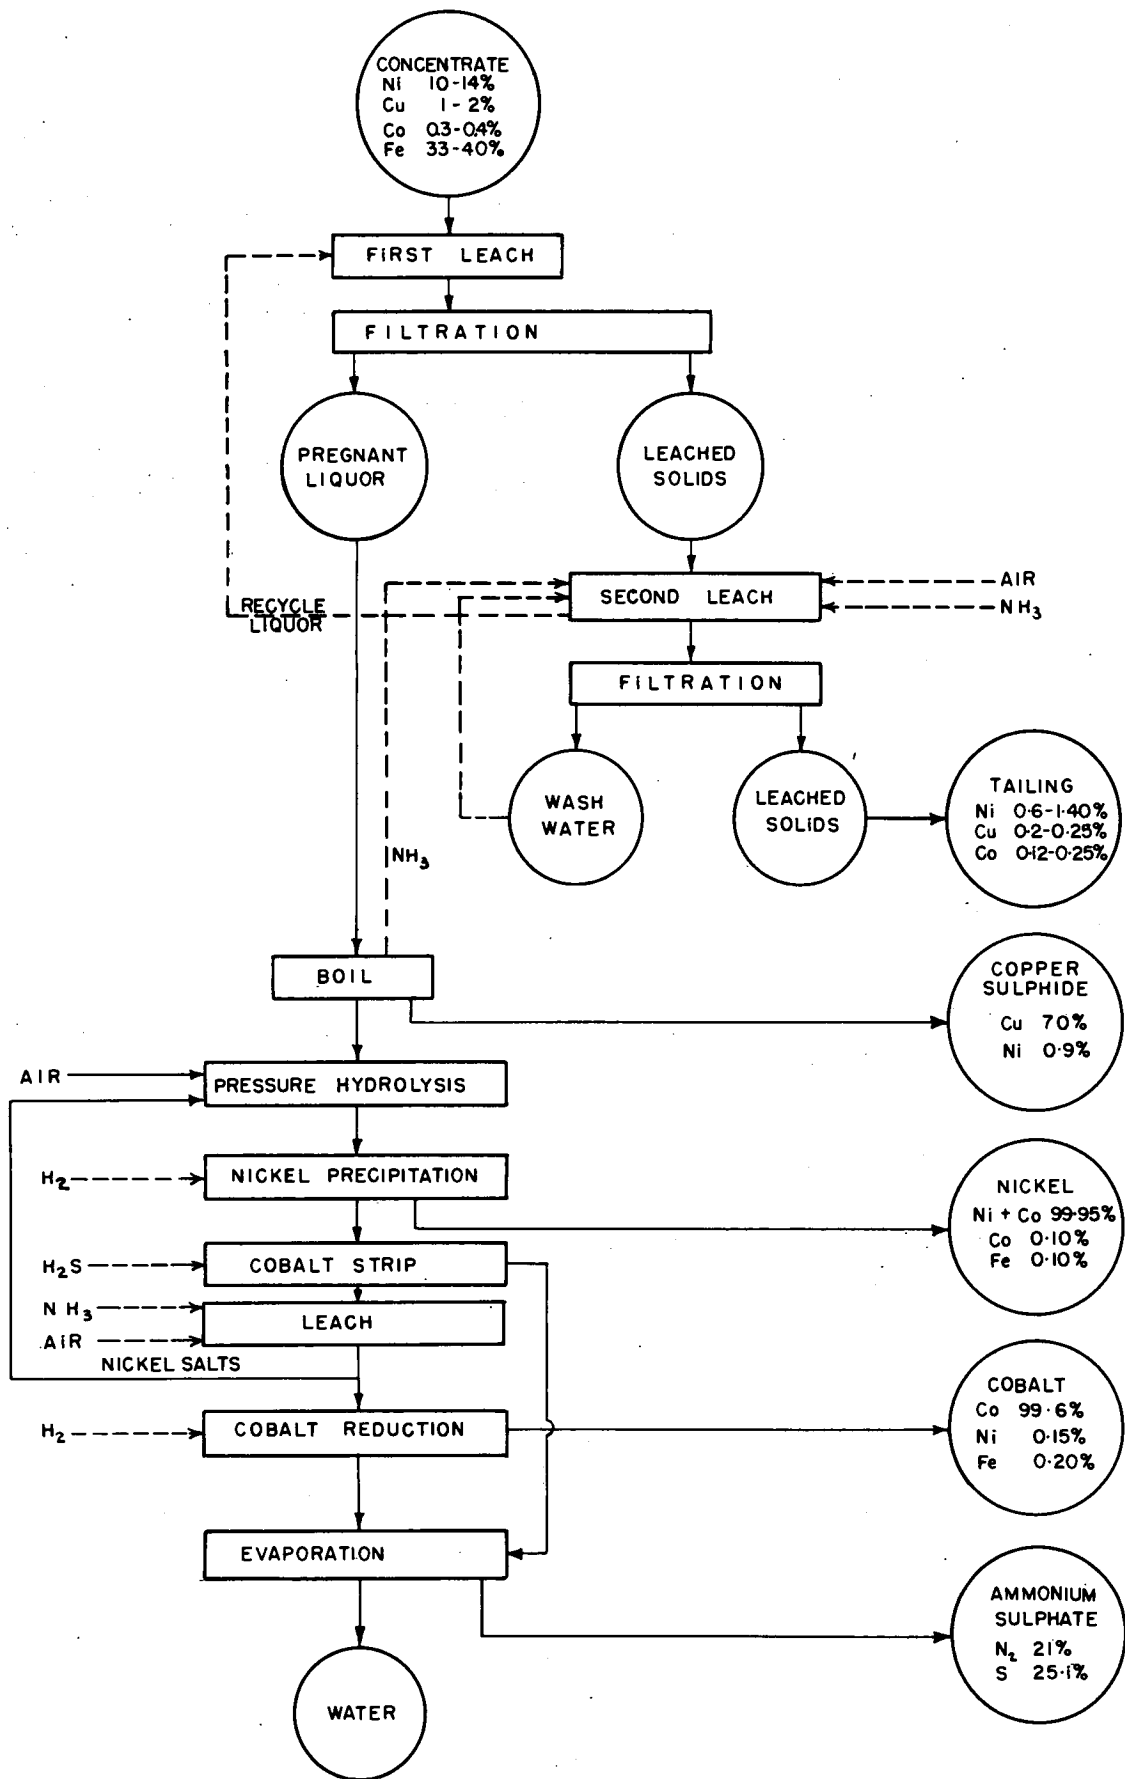 CONCENTRATE
Ni 10-14%
Cu 1-2%
Co 0.3-0.4%
Fe 33-40%
FIRST LEACH
FILTRATION
PREGNANT
LIQUOR
LEACHED
SOLIDS
AIR
SECOND LEACH
NH3
RECYCLE
LIQUOR
FILTRATION
WASH
WATER
LEACHED
SOLIDS
TAILING
Ni 0·6-1·40%
Cu 0·2-0·25%
Co 0·12-0·25%
NH3
BOIL
COPPER
SULPHIDE
Cu 70%
Ni 0·9%
AIR
PRESSURE HYDROLYSIS
H2
NICKEL PRECIPITATION
NICKEL
Ni + Co 99·95%
Co 0·10%
Fe 0·10%
H2S
COBALT STRIP
NH3
LEACH
AIR
NICKEL SALTS
COBALT
Co 99·6%
Ni 0·15%
Fe 0·20%
H2
COBALT REDUCTION
EVAPORATION
AMMONIUM
SULPHATE
N2 21%
S 25·1%
WATER